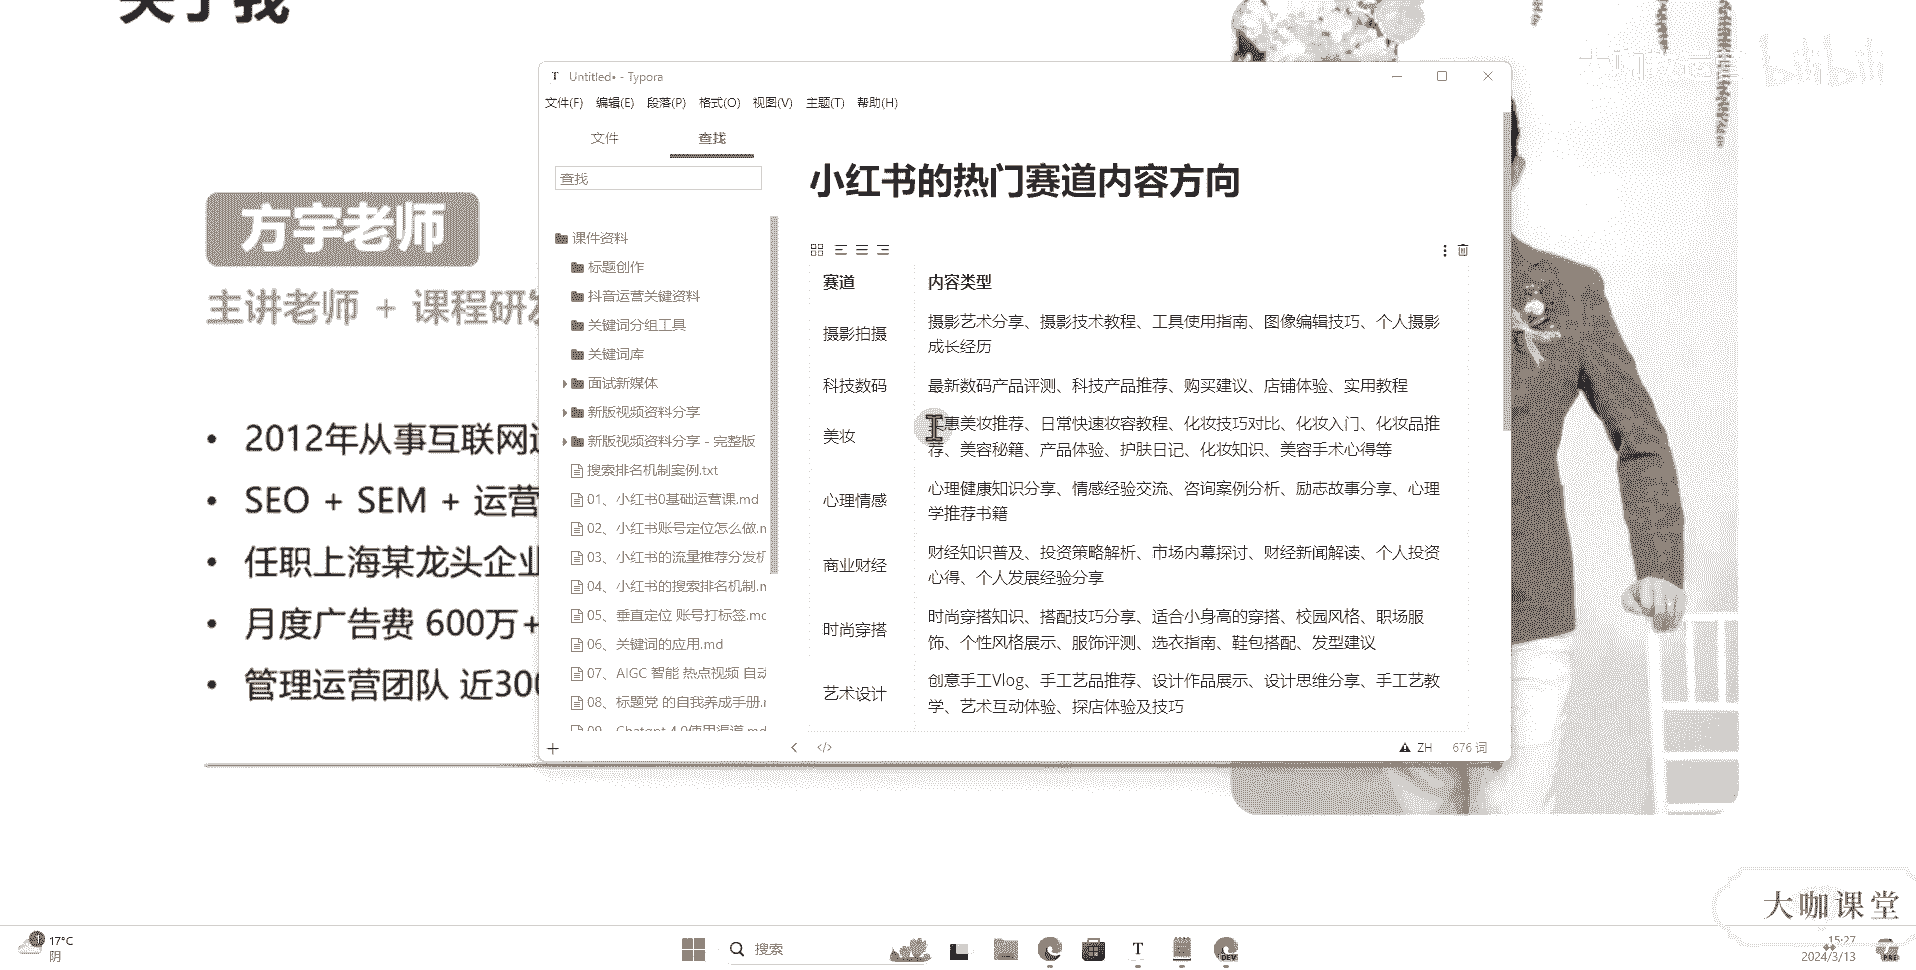 关于我
大咖课堂 bilibili
Untitled• - Typora
文件(F) 编辑(E) 段落(P) 格式(O) 视图(V) 主题(T) 帮助(H)
文件 查找
查找
课件资料
标题创作
抖音运营关键资料
关键词分组工具
关键词库
面试新媒体
新版视频资料分享
新版视频资料分享 - 完整版
搜索排名机制案例.txt
01、小红书0基础运营课.md
02、小红书账号定位怎么做.m
03、小红书的流量推荐分发机
04、小红书的搜索排名机制.m
05、垂直定位 账号打标签.mc
06、关键词的应用.md
07、AIGC 智能 热点视频 自动
08、标题党 的自我养成手册.r
09、Chatgpt 4.0使用渠道.md
小红书的热门赛道内容方向
赛道 内容类型
摄影拍摄 摄影艺术分享、摄影技术教程、工具使用指南、图像编辑技巧、个人摄影
成长经历
科技数码 最新数码产品评测、科技产品推荐、购买建议、店铺体验、实用教程
美妆 惠美妆推荐、日常快速妆容教程、化妆技巧对比、化妆入门、化妆品推
荐、美容秘籍、产品体验、护肤日记、化妆知识、美容手术心得等
心理情感 心理健康知识分享、情感经验交流、咨询案例分析、励志故事分享、心理
学推荐书籍
商业财经 财经知识普及、投资策略解析、市场内幕探讨、财经新闻解读、个人投资
心得、个人发展经验分享
时尚穿搭 时尚穿搭知识、搭配技巧分享、适合小身高的穿搭、校园风格、职场服
饰、个性风格展示、服饰评测、选衣指南、鞋包搭配、发型建议
艺术设计 创意手工Vlog、手工艺品推荐、设计作品展示、设计思维分享、手工艺教
学、艺术互动体验、探店体验及技巧
ZH 676 词
方宇老师
主讲老师 + 课程研发
2012年从事互联网
SEO + SEM + 运营
任职上海某龙头企业
月度广告费 600万+
管理运营团队 近300
大咖课堂
17°C
阴
搜索
15:27
2024/3/13